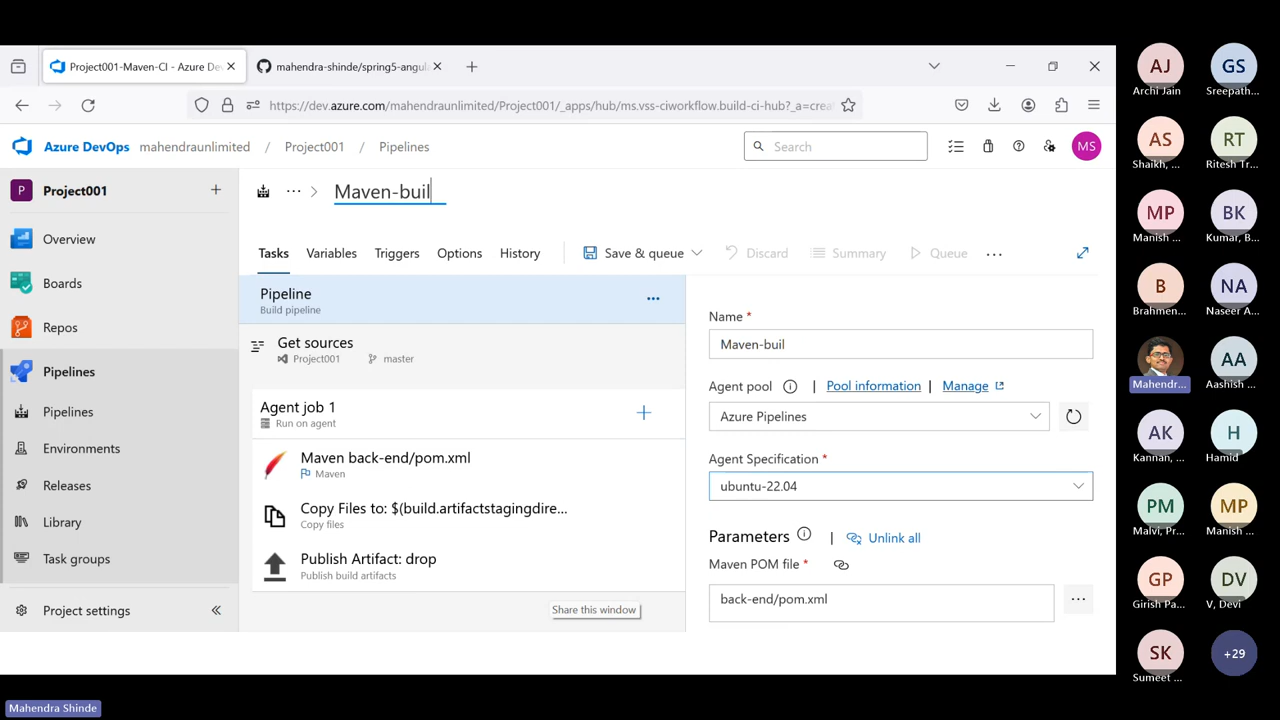 Project001-Maven-CI - Azure De
mahendra-shinde/spring5-angul
https://dev.azure.com/mahendraunlimited/Project001/_apps/hub/ms.vss-ciworkflow.build-ci-hub?_a=crea
Azure DevOps mahendraunlimited / Project001 / Pipelines
Search
MS
P Project001
Overview
Boards
Repos
Pipelines
Pipelines
Environments
Releases
Library
Task groups
Project settings
Maven-buil
Tasks Variables Triggers Options History Save & queue Discard Summary Queue
Pipeline
Build pipeline
Get sources
Project001 master
Agent job 1
Run on agent
Maven back-end/pom.xml
Maven
Copy Files to: $(build.artifactstagingdire...
Copy files
Publish Artifact: drop
Publish build artifacts
Share this window
Name *
Maven-buil
Agent pool | Pool information | Manage
Azure Pipelines
Agent Specification *
ubuntu-22.04
Parameters | Unlink all
Maven POM file *
back-end/pom.xml
AJ GS
Archi Jain Sreepath...
AS RT
Shaikh, ... Ritesh Tr...
MP BK
Manish ... Kumar, B...
B NA
Brahmen... Naseer A...
AA
Mahendr... Aashish ...
AK H
Kannan, ... Hamid
PM MP
Malvi, Pr... Manish ...
GP DV
Girish Pa... V, Devi
SK +29
Sumeet ...
Mahendra Shinde